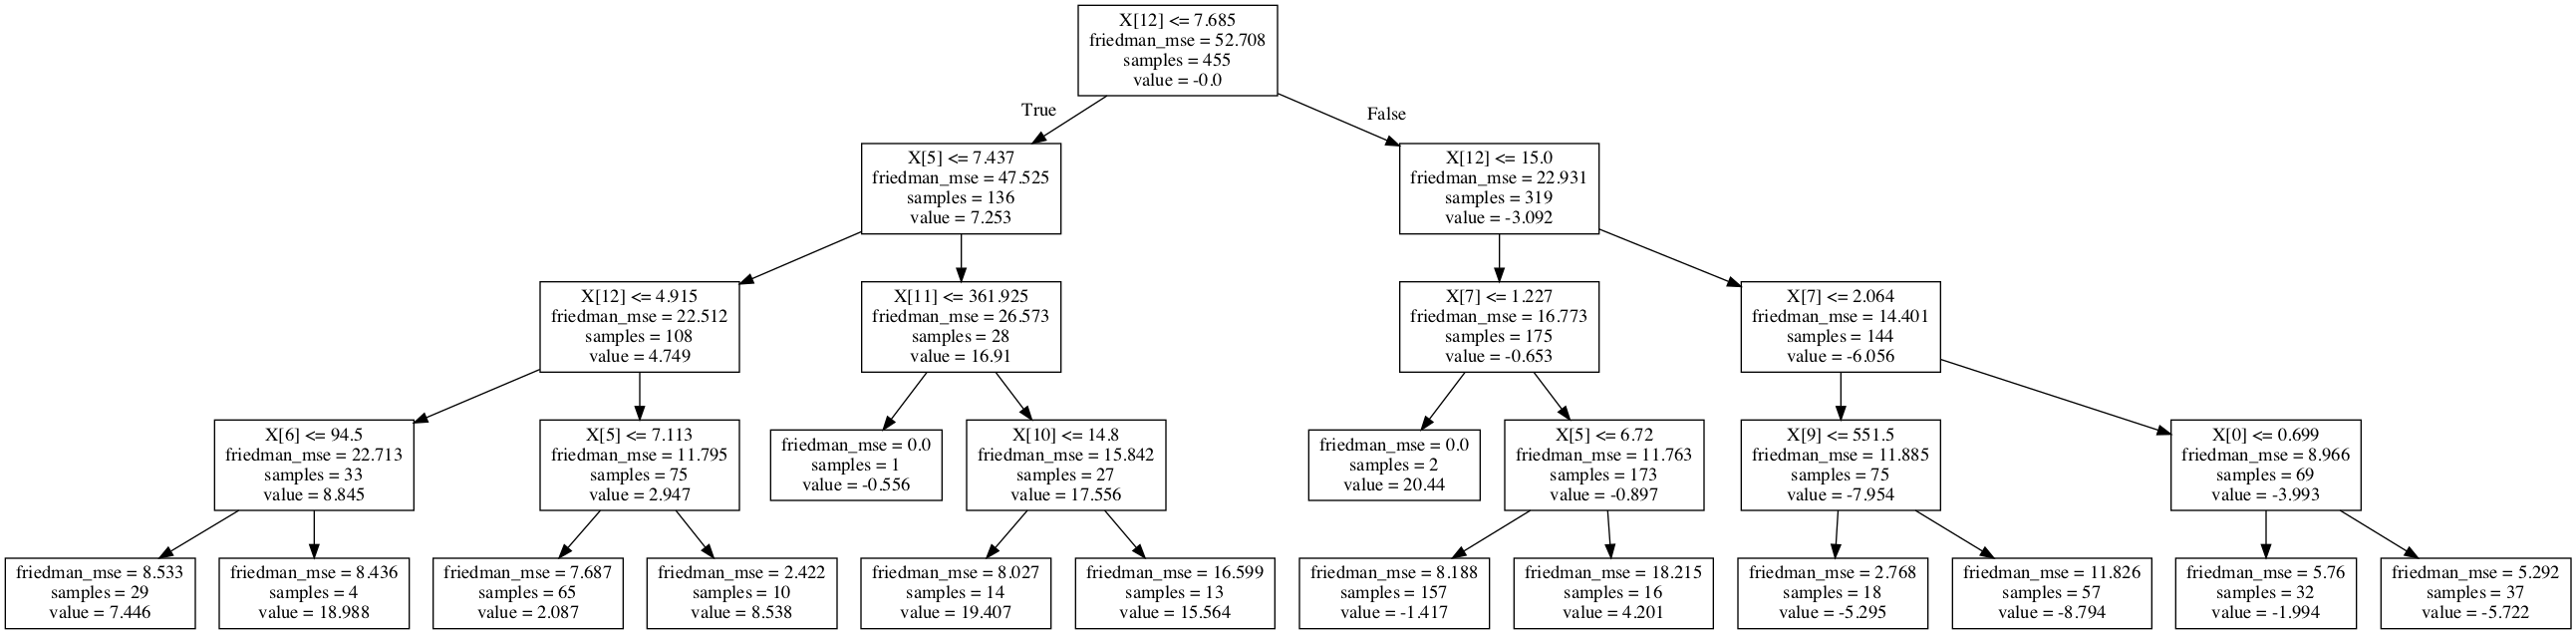 X[12] <= 7.685
friedman_mse = 52.708
samples = 455
value = -0.0
True
False
X[5] <= 7.437
friedman_mse = 47.525
samples = 136
value = 7.253
X[12] <= 15.0
friedman_mse = 22.931
samples = 319
value = -3.092
X[12] <= 4.915
friedman_mse = 22.512
samples = 108
value = 4.749
X[11] <= 361.925
friedman_mse = 26.573
samples = 28
value = 16.91
X[7] <= 1.227
friedman_mse = 16.773
samples = 175
value = -0.653
X[7] <= 2.064
friedman_mse = 14.401
samples = 144
value = -6.056
X[6] <= 94.5
friedman_mse = 22.713
samples = 33
value = 8.845
X[5] <= 7.113
friedman_mse = 11.795
samples = 75
value = 2.947
friedman_mse = 0.0
samples = 1
value = -0.556
X[10] <= 14.8
friedman_mse = 15.842
samples = 27
value = 17.556
friedman_mse = 0.0
samples = 2
value = 20.44
X[5] <= 6.72
friedman_mse = 11.763
samples = 173
value = -0.897
X[9] <= 551.5
friedman_mse = 11.885
samples = 75
value = -7.954
X[0] <= 0.699
friedman_mse = 8.966
samples = 69
value = -3.993
friedman_mse = 8.533
samples = 29
value = 7.446
friedman_mse = 8.436
samples = 4
value = 18.988
friedman_mse = 7.687
samples = 65
value = 2.087
friedman_mse = 2.422
samples = 10
value = 8.538
friedman_mse = 8.027
samples = 14
value = 19.407
friedman_mse = 16.599
samples = 13
value = 15.564
friedman_mse = 8.188
samples = 157
value = -1.417
friedman_mse = 18.215
samples = 16
value = 4.201
friedman_mse = 2.768
samples = 18
value = -5.295
friedman_mse = 11.826
samples = 57
value = -8.794
friedman_mse = 5.76
samples = 32
value = -1.994
friedman_mse = 5.292
samples = 37
value = -5.722